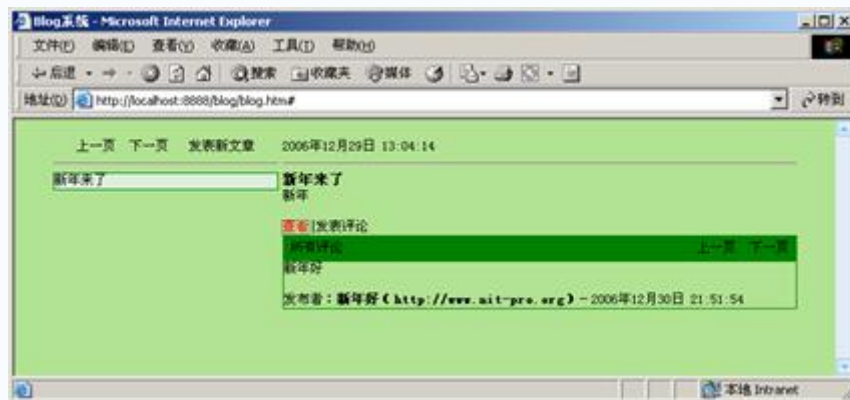 Blog系统 - Microsoft Internet Explorer
文件(F) 编辑(E) 查看(V) 收藏(A) 工具(T) 帮助(H)
后退 搜索 收藏夹 媒体
地址(D) http://localhost:8888/blog/blog.htm# 转到
上一页 下一页 发表新文章 2006年12月29日 13:04:14
新年来了 新年来了
新年
查看|发表评论
所有评论 上一页 下一页
新年好
发布者：新年好(http://www.nit-pro.org)-2006年12月30日 21:51:54
本地 Intranet